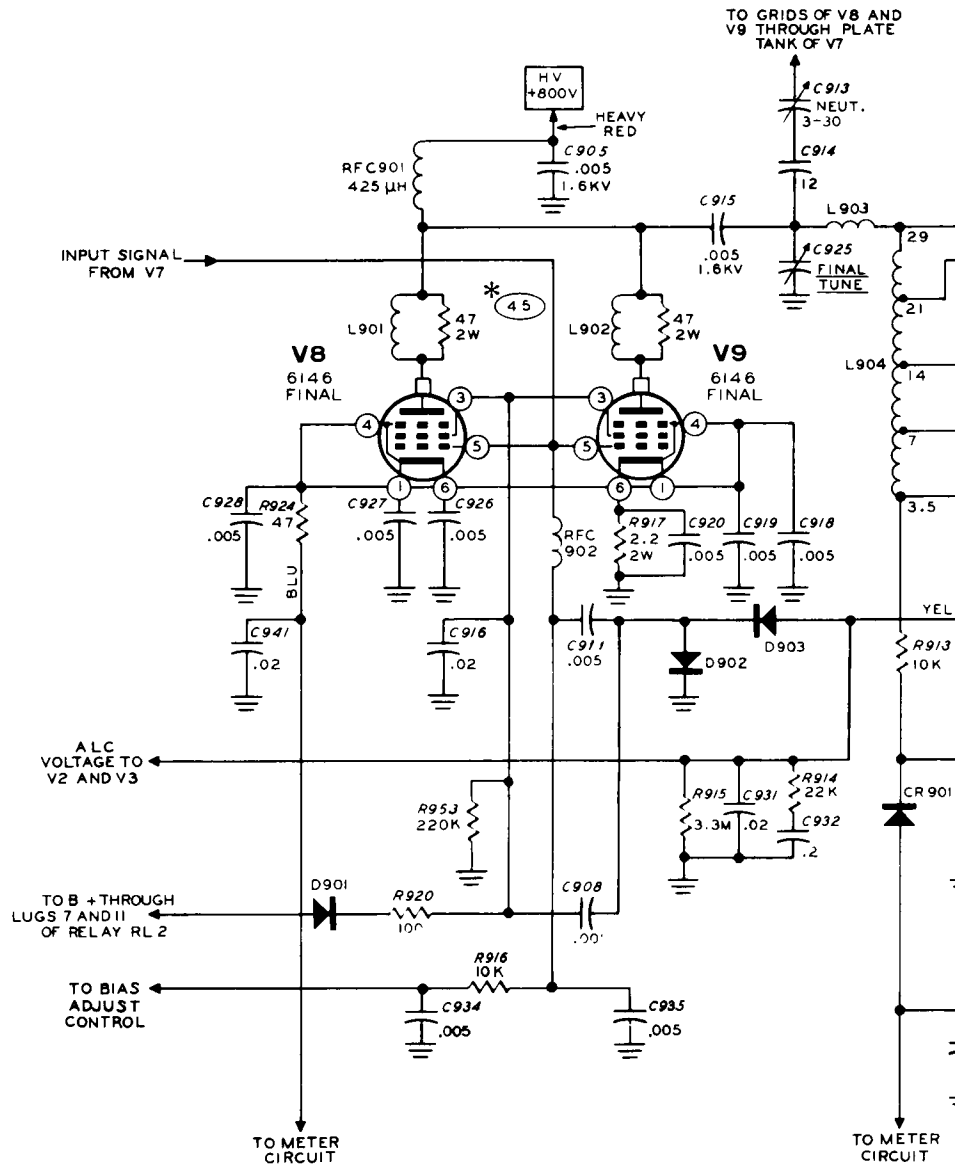 TO GRIDS OF V8 AND
V9 THROUGH PLATE
TANK OF V7
C913
NEUT.
3-30
HV
+800V
HEAVY
RED
C905
.005
1.6KV
RFC901
425 µH
C914
12
C915
.005
1.6KV
L903
29
C925
FINAL
TUNE
INPUT SIGNAL
FROM V7
*
45
L901
47
2W
L902
47
2W
21
L904
14
7
3.5
V8
6146
FINAL
V9
6146
FINAL
4
3
5
1
6
3
4
5
6
1
C928
.005
R924
47
BLU
C927
.005
C926
.005
RFC
902
R917
2.2
2W
C920
.005
C919
.005
C918
.005
C941
.02
C916
.02
C911
.005
D902
D903
YEL
R913
10K
ALC
VOLTAGE TO
V2 AND V3
R953
220K
R915
3.3M
C931
.02
R914
22K
C932
.2
CR901
TO B + THROUGH
LUGS 7 AND 11
OF RELAY RL2
D901
R920
C908
TO BIAS
ADJUST
CONTROL
R916
10K
C934
.005
C935
.005
TO METER
CIRCUIT
TO METER
CIRCUIT